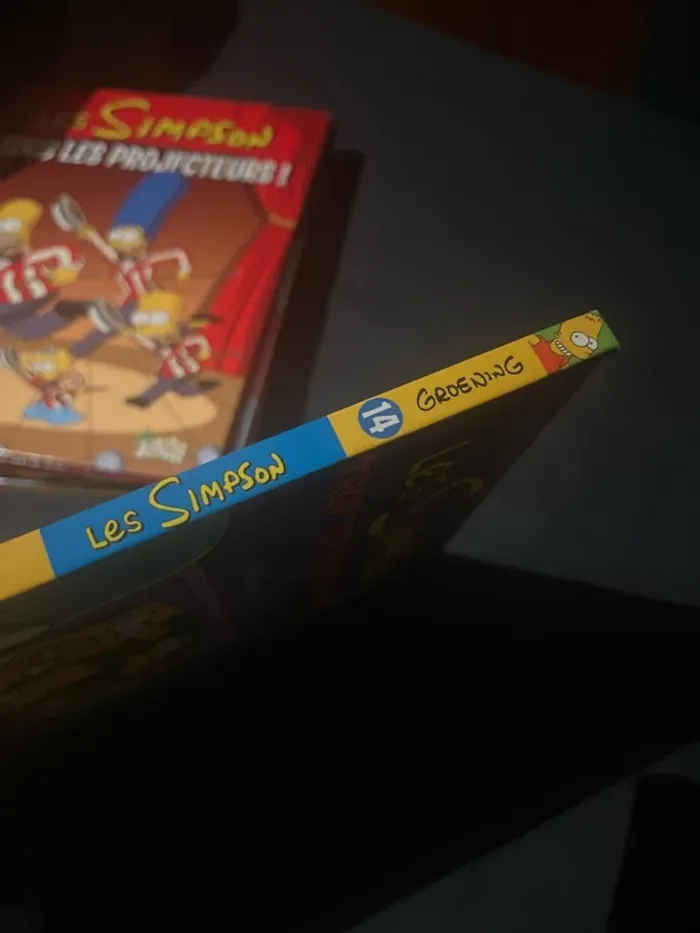 Les SIMPSON
LES PROJECTEURS !
Les SIMPSON
14
GROENING